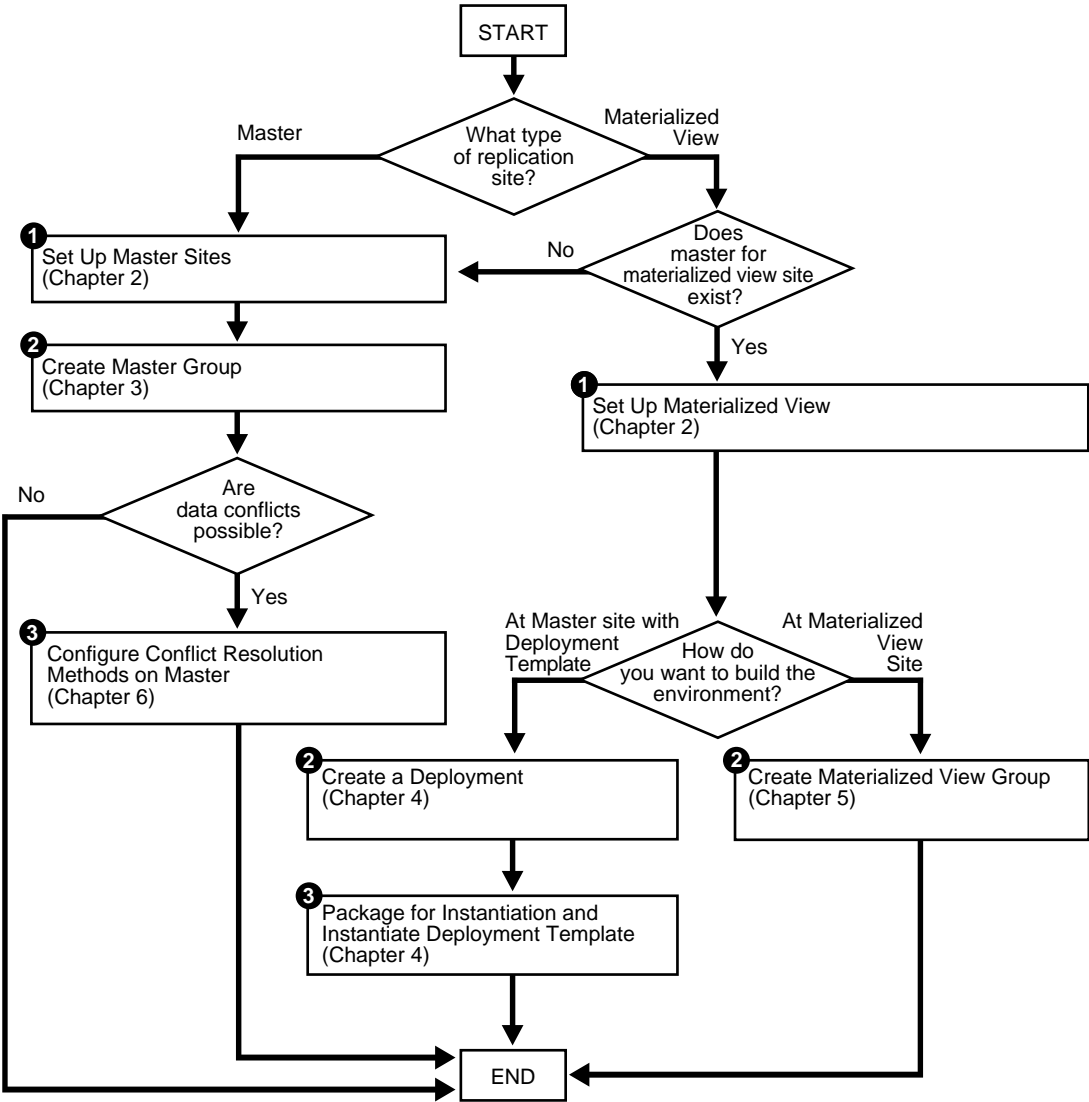 START
What type
of replication
site?
Master
Materialized
View
1
Set Up Master Sites
(Chapter 2)
No
Does
master for
materialized view site
exist?
Yes
2
Create Master Group
(Chapter 3)
1
Set Up Materialized View
(Chapter 2)
No
Are
data conflicts
possible?
Yes
3
Configure Conflict Resolution
Methods on Master
(Chapter 6)
At Master site with
Deployment
Template
How do
you want to build the
environment?
At Materialized
View
Site
2
Create a Deployment
(Chapter 4)
2
Create Materialized View Group
(Chapter 5)
3
Package for Instantiation and
Instantiate Deployment Template
(Chapter 4)
END